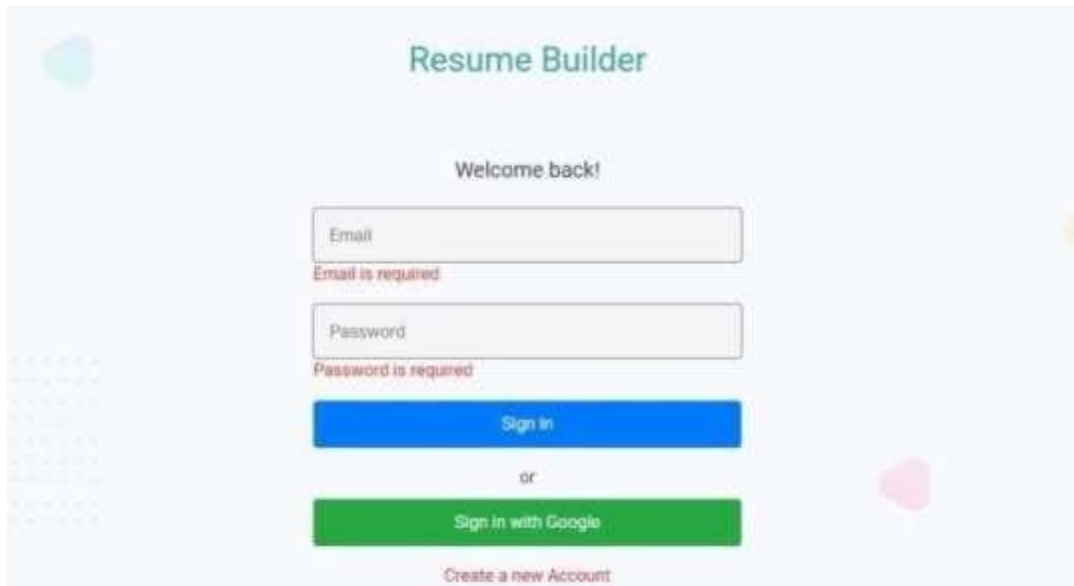 Resume Builder
Welcome back!
Email
Email is required
Password
Password is required
Sign In
or
Sign in with Google
Create a new Account